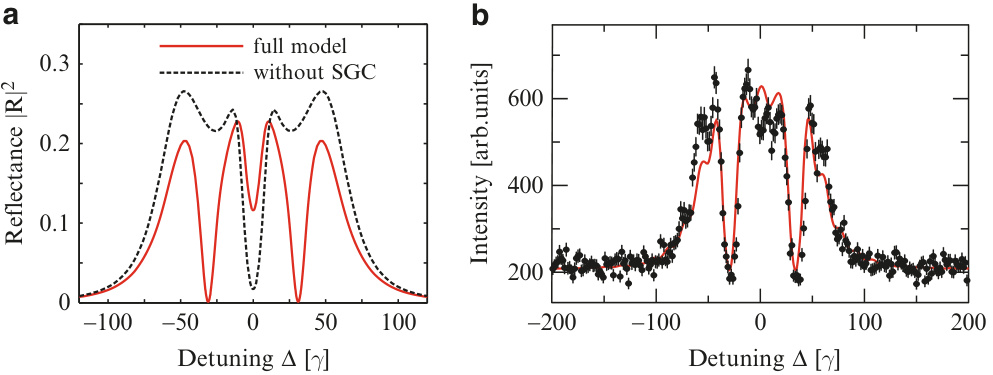 a
full model
without SGC
Reflectance |R|²
0.3
0.2
0.1
0
−100
−50
0
50
100
Detuning Δ [γ]
b
Intensity [arb.units]
600
400
200
−200
−100
0
100
200
Detuning Δ [γ]